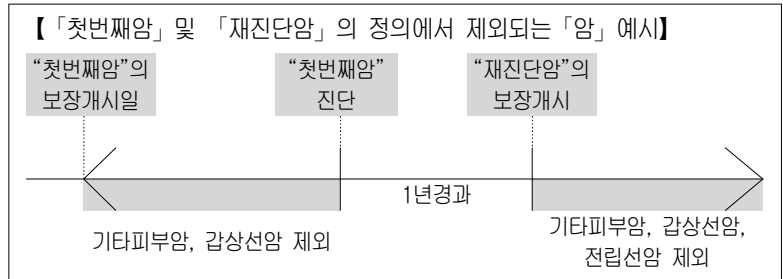 【「첫번째암」 및 「재진단암」의 정의에서 제외되는「암」예시】
“첫번째암”의
보장개시일
“첫번째암”
진단
“재진단암”의
보장개시
1년경과
기타피부암, 갑상선암 제외
기타피부암, 갑상선암,
전립선암 제외